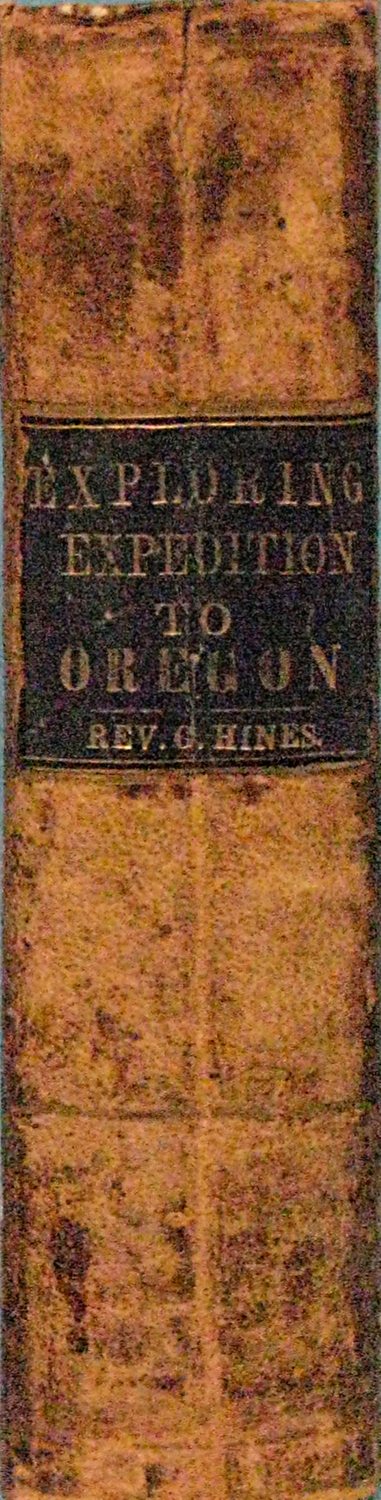 EXPLORING
EXPEDITION
TO
OREGON
REV. G. HINES.